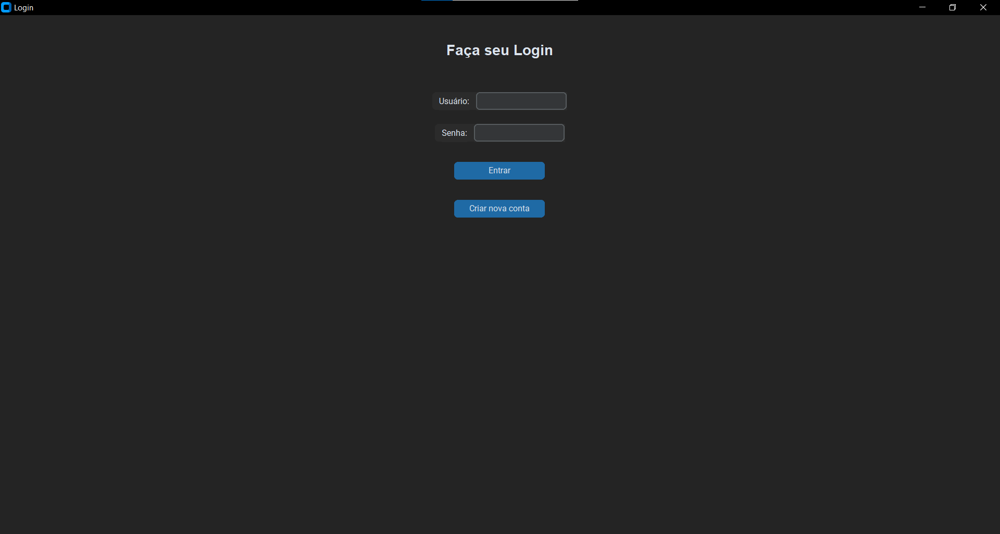 Login
Faça seu Login
Usuário:
Senha:
Entrar
Criar nova conta